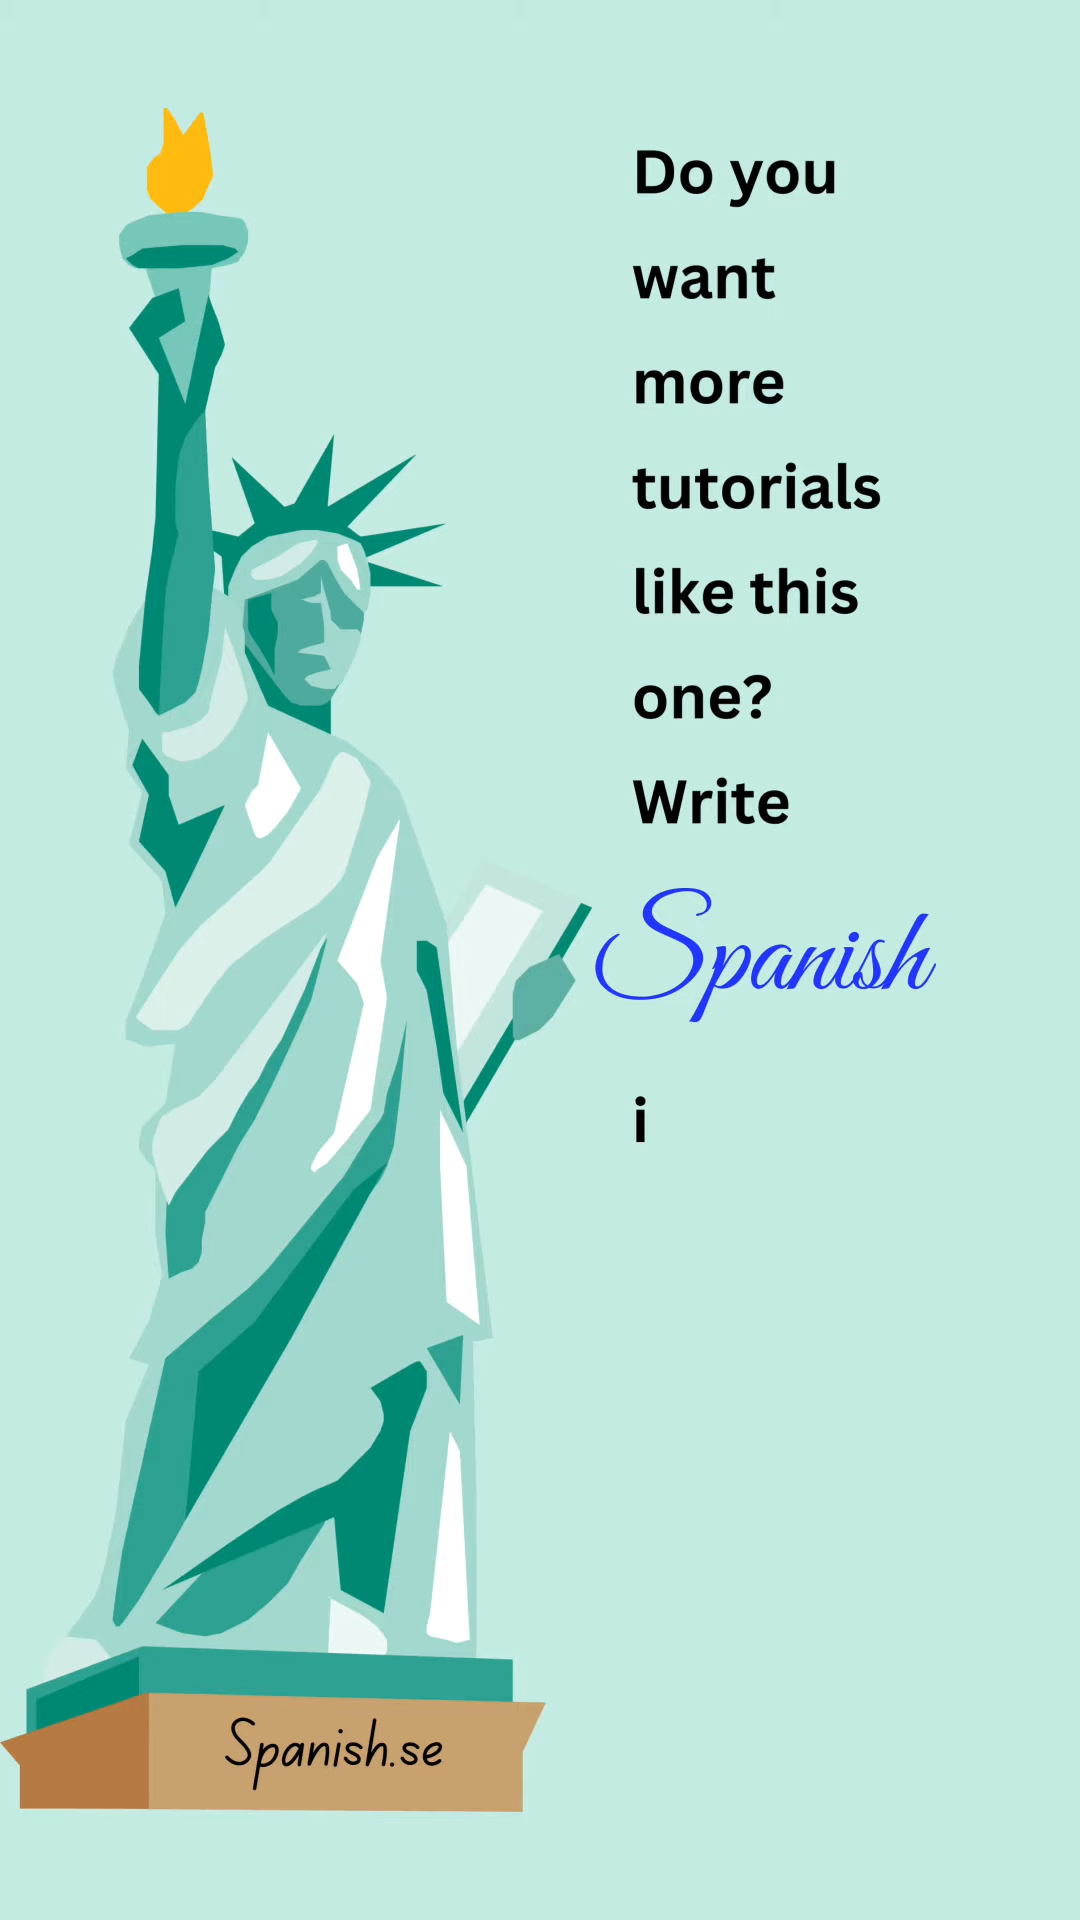 Do you
want
more
tutorials
like this
one?
Write
Spanish
i
Spanish.se